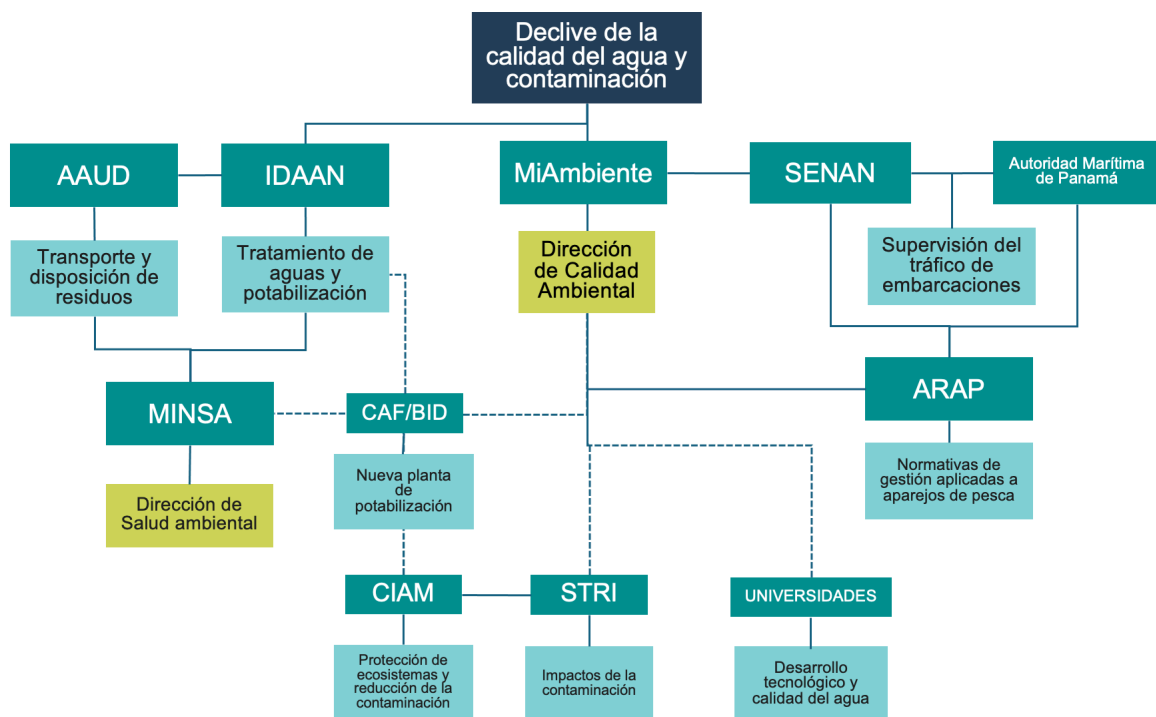 Declive de la
calidad del agua y
contaminación
AAUD
IDAAN
MiAmbiente
SENAN
Autoridad Marítima
de Panamá
Transporte y
disposición de
residuos
Tratamiento de
aguas y
potabilización
Dirección
de Calidad
Ambiental
Supervisión del
tráfico de
embarcaciones
MINSA
CAF/BID
ARAP
Dirección de
Salud ambiental
Nueva planta
de
potabilización
Normativas de
gestión aplicadas a
aparejos de pesca
CIAM
STRI
UNIVERSIDADES
Protección de
ecosistemas y
reducción de la
contaminación
Impactos de la
contaminación
Desarrollo
tecnológico y
calidad del agua